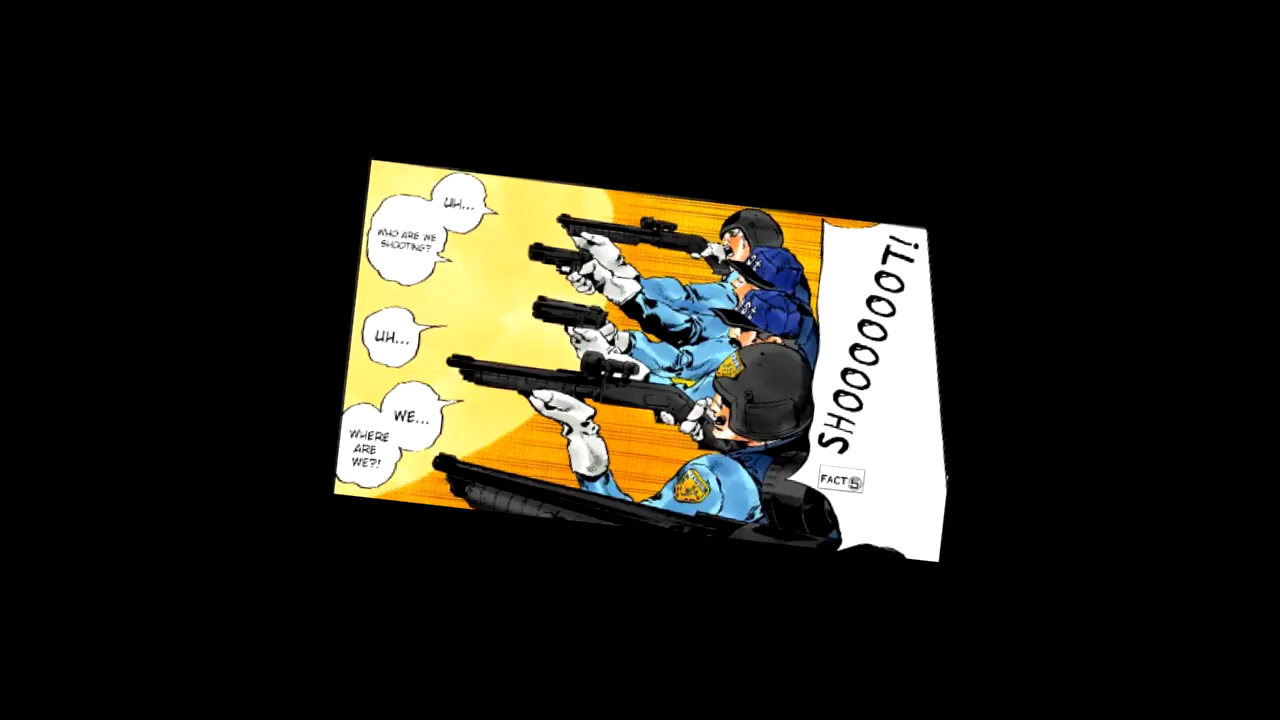 UH...
WHO ARE WE
SHOOTING?
UH...
WE...
WHERE
ARE
WE?!
SHOOOOOOT!
FACT 5